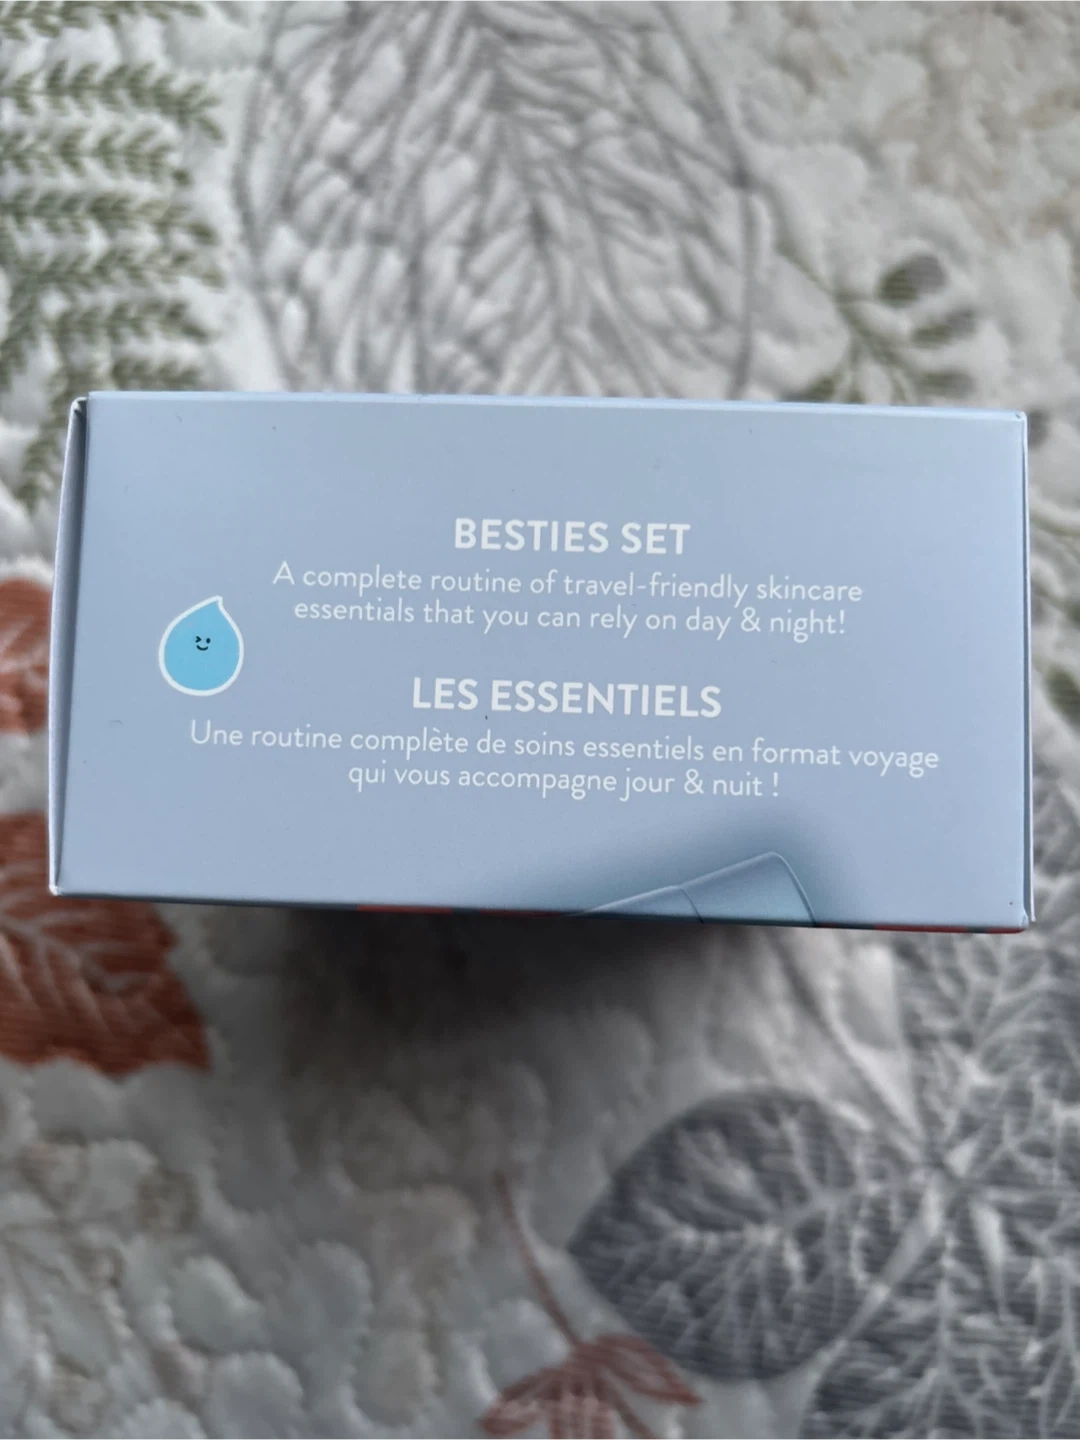 BESTIES SET
A complete routine of travel-friendly skincare
essentials that you can rely on day & night!
LES ESSENTIELS
Une routine complète de soins essentiels en format voyage
qui vous accompagne jour & nuit !